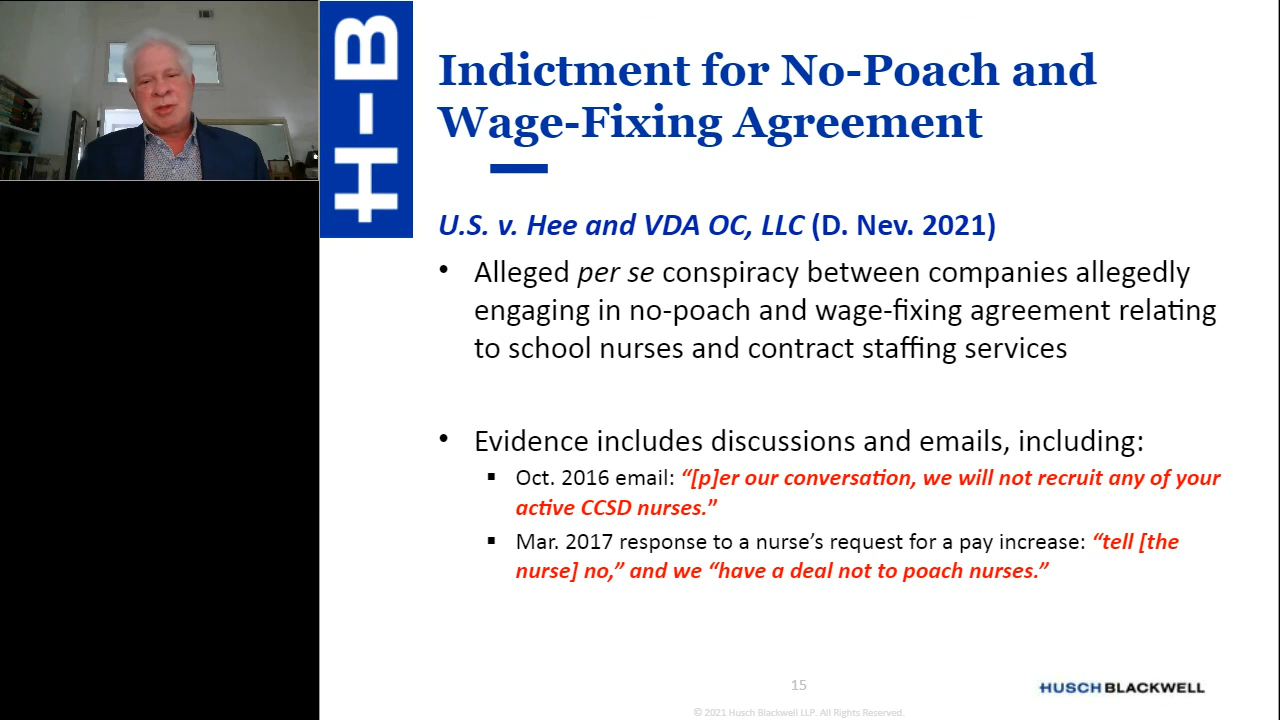 H-B
Indictment for No-Poach and
Wage-Fixing Agreement
U.S. v. Hee and VDA OC, LLC (D. Nev. 2021)
• Alleged per se conspiracy between companies allegedly
engaging in no-poach and wage-fixing agreement relating
to school nurses and contract staffing services
• Evidence includes discussions and emails, including:
▪ Oct. 2016 email: “[p]er our conversation, we will not recruit any of your
active CCSD nurses.”
▪ Mar. 2017 response to a nurse’s request for a pay increase: “tell [the
nurse] no,” and we “have a deal not to poach nurses.”
15
HUSCH BLACKWELL
© 2021 Husch Blackwell LLP. All Rights Reserved.